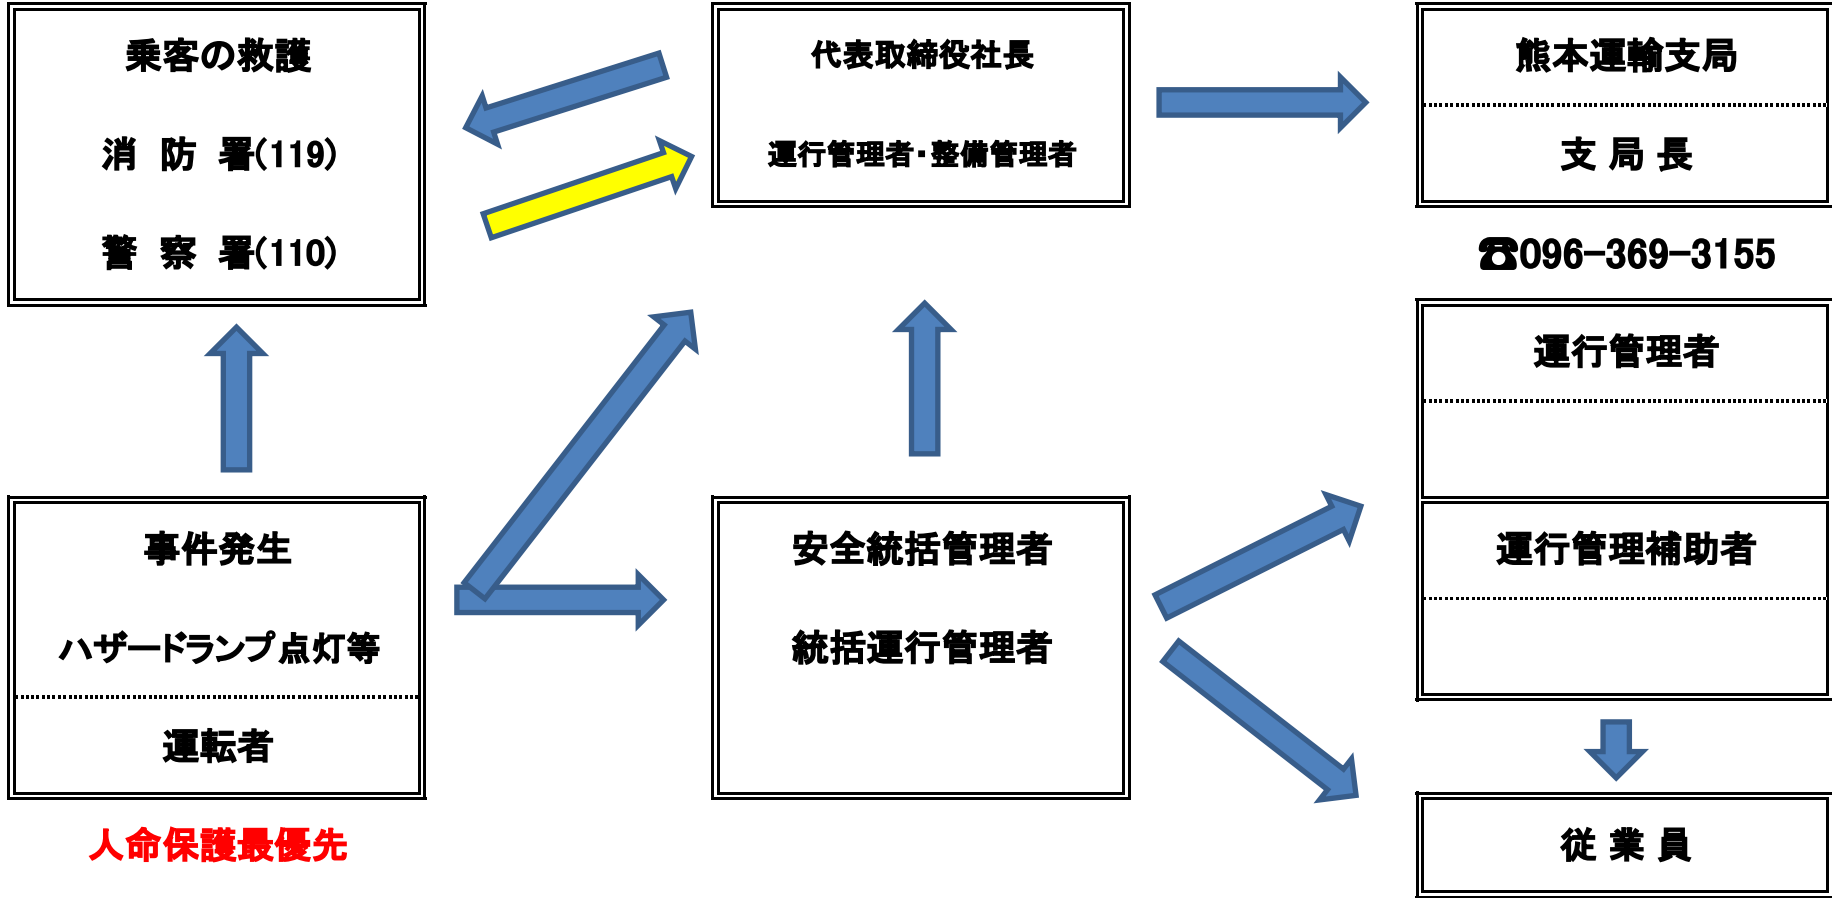 乗客の救護
消 防 署(119)
警 察 署(110)
代表取締役社長
運行管理者・整備管理者
熊本運輸支局
支 局 長
☎096-369-3155
運行管理者
運行管理補助者
事件発生
ハザードランプ点灯等
運転者
人命保護最優先
安全統括管理者
統括運行管理者
従 業 員